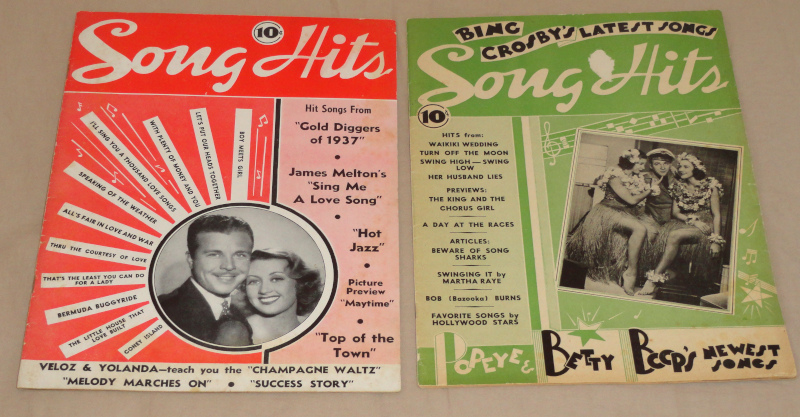 10¢
Song Hits
BOY MEETS GIRL
LET'S PUT OUR HEADS TOGETHER
WITH PLENTY OF MONEY AND YOU
I'LL SING YOU A THOUSAND LOVE SONGS
SPEAKING OF THE WEATHER
ALL'S FAIR IN LOVE AND WAR
THRU THE COURTESY OF LOVE
THAT'S THE LEAST YOU CAN DO
FOR A LADY
BERMUDA BUGGYRIDE
THE LITTLE HOUSE THAT
LOVE BUILT
CONEY ISLAND
Hit Songs From
"Gold Diggers
of 1937"
James Melton's
"Sing Me
A Love Song"
"Hot
Jazz"
Picture
Preview
"Maytime"
"Top of the
Town"
VELOZ & YOLANDA—teach you the "CHAMPAGNE WALTZ"
"MELODY MARCHES ON" • "SUCCESS STORY"
BING
CROSBY'S LATEST SONGS
Song Hits
10¢
HITS from:
WAIKIKI WEDDING
TURN OFF THE MOON
SWING HIGH—SWING
LOW
HER HUSBAND LIES
PREVIEWS:
THE KING AND THE
CHORUS GIRL
A DAY AT THE RACES
ARTICLES:
BEWARE OF SONG
SHARKS
SWINGING IT by
MARTHA RAYE
BOB (Bazooka) BURNS
FAVORITE SONGS by
HOLLYWOOD STARS
POPEYE & BETTY BOOP'S NEWEST
SONGS